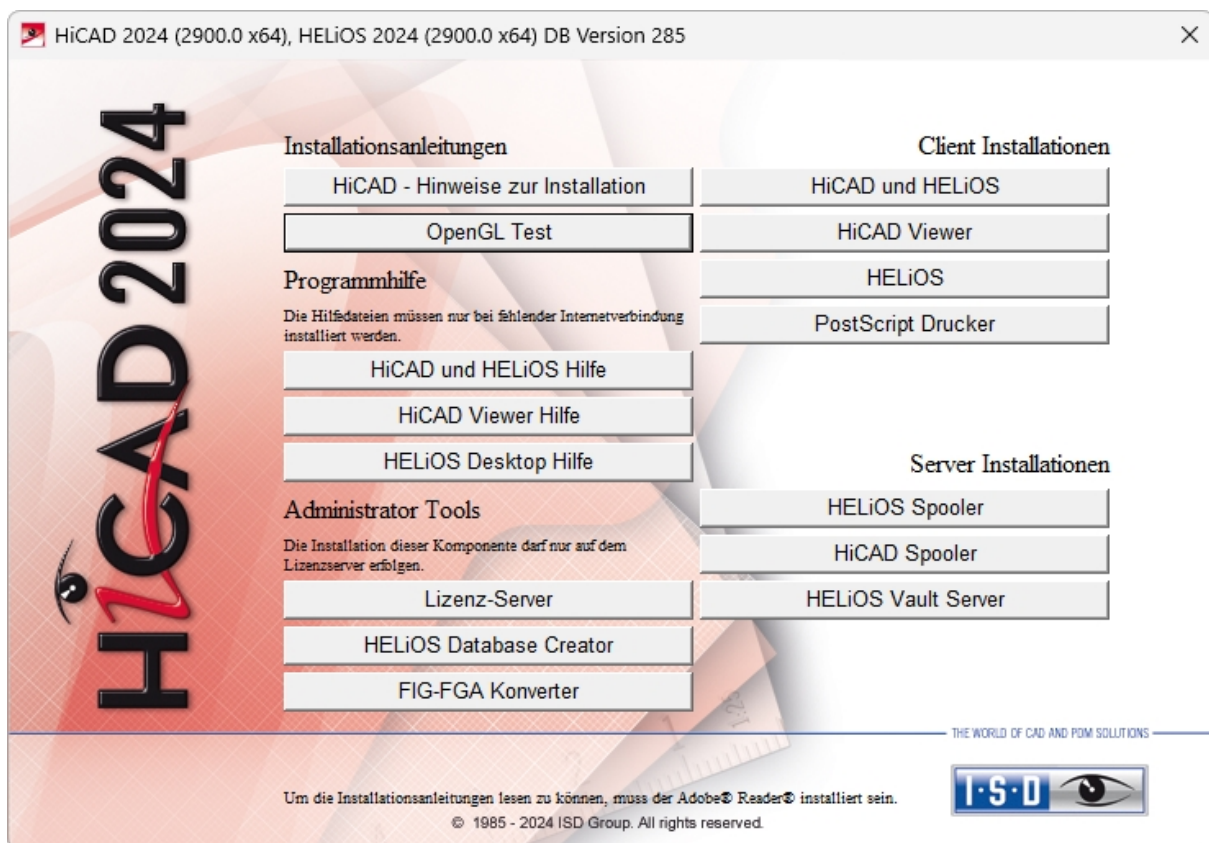 HiCAD 2024 (2900.0 x64), HELiOS 2024 (2900.0 x64) DB Version 285
HiCAD 2024
Installationsanleitungen
HiCAD - Hinweise zur Installation
OpenGL Test
Programmhilfe
Die Hilfedateien müssen nur bei fehlender Internetverbindung
installiert werden.
HiCAD und HELiOS Hilfe
HiCAD Viewer Hilfe
HELiOS Desktop Hilfe
Administrator Tools
Die Installation dieser Komponente darf nur auf dem
Lizenzserver erfolgen.
Lizenz-Server
HELiOS Database Creator
FIG-FGA Konverter
Client Installationen
HiCAD und HELiOS
HiCAD Viewer
HELiOS
PostScript Drucker
Server Installationen
HELiOS Spooler
HiCAD Spooler
HELiOS Vault Server
THE WORLD OF CAD AND PDM SOLUTIONS
I·S·D
Um die Installationsanleitungen lesen zu können, muss der Adobe® Reader® installiert sein.
© 1985 - 2024 ISD Group. All rights reserved.